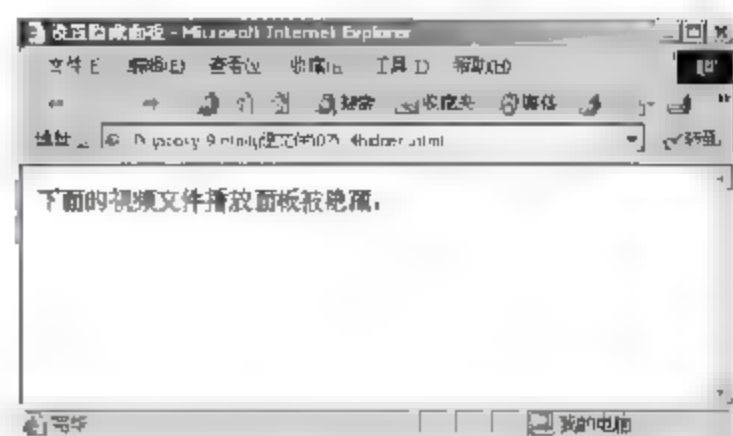 设置隐藏面板 - Microsoft Internet Explorer
文件 编辑(E) 查看(V) 收藏 工具 帮助(H)
搜索 收藏夹 媒体
地址 转到
下面的视频文件播放面板被隐藏。
完毕 我的电脑